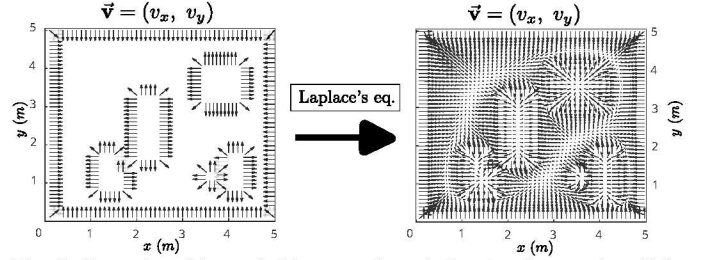 v⃗ = (vx, vy)
v⃗ = (vx, vy)
5
4
3
2
1
y (m)
0 1 2 3 4 5
x (m)
Laplace's eq.
5
4
3
2
1
y (m)
0 1 2 3 4 5
x (m)